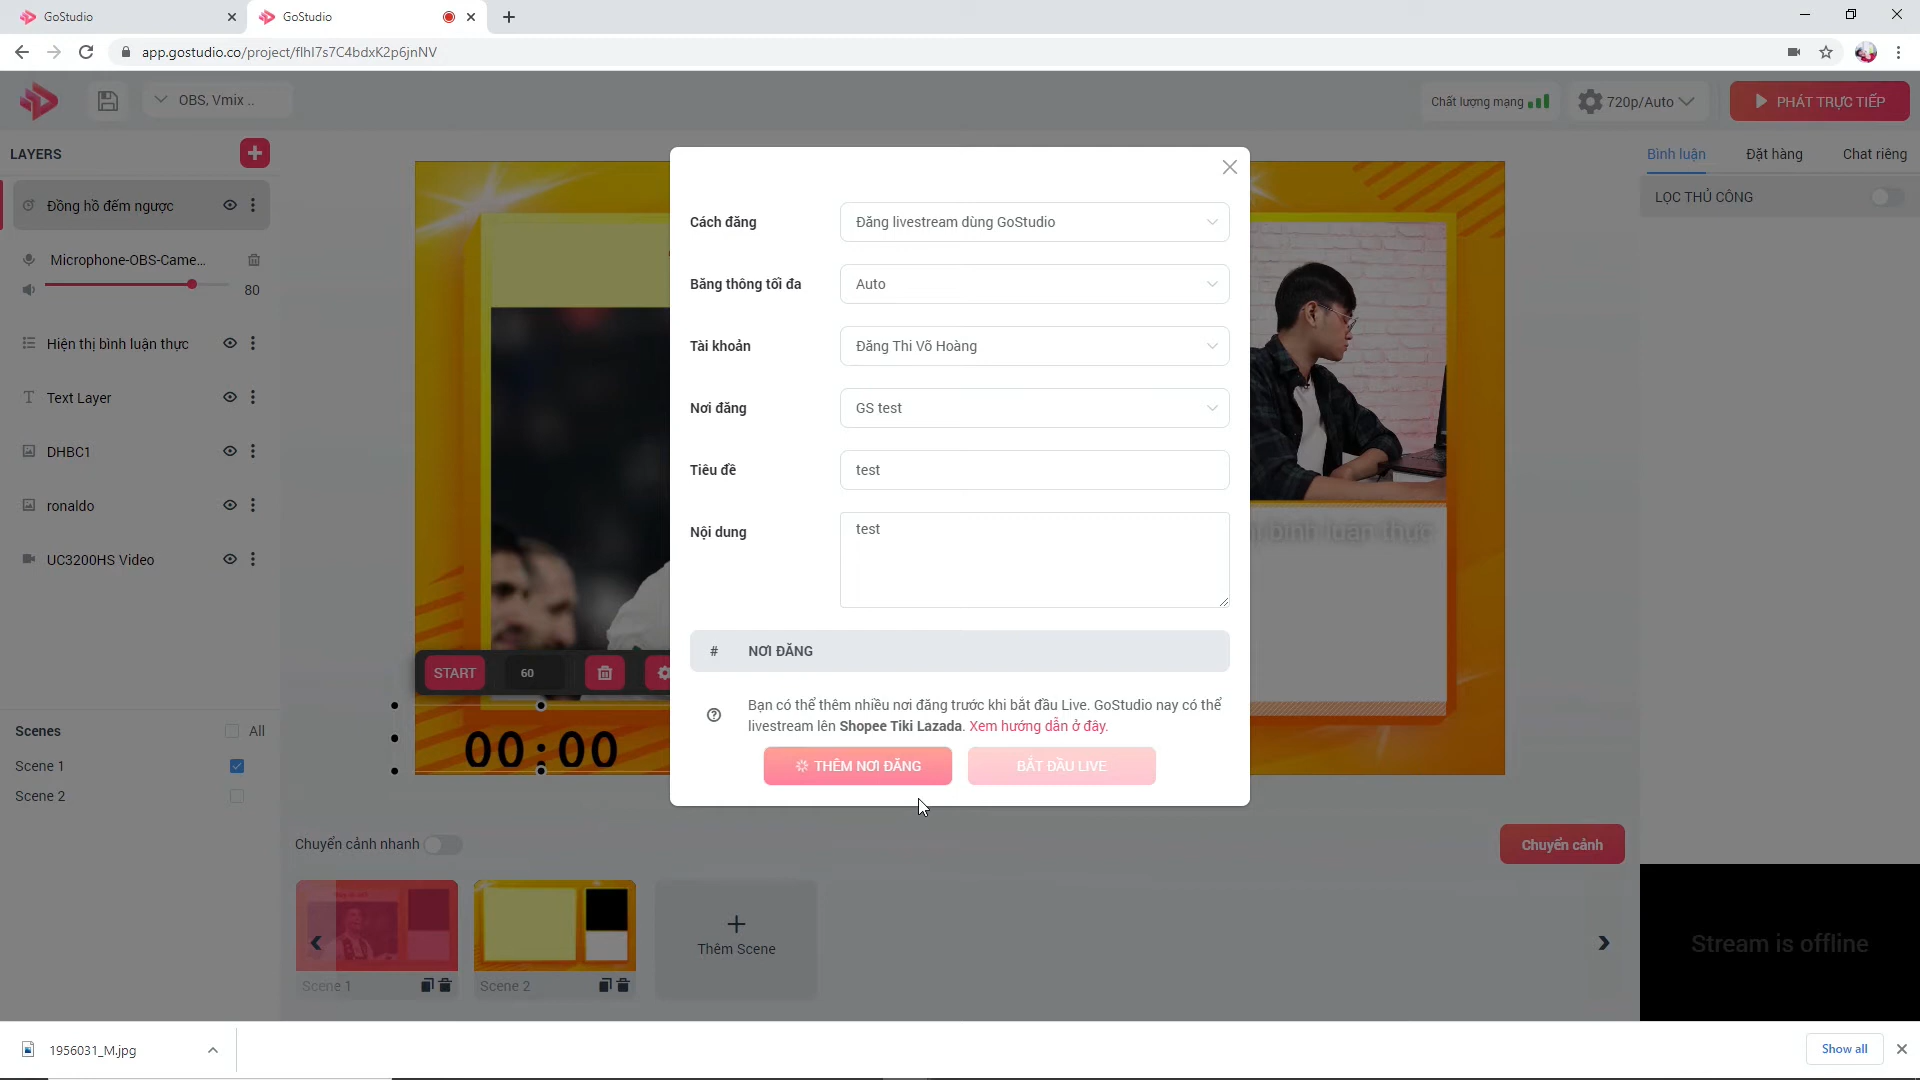 GoStudio
GoStudio
app.gostudio.co/project/flhI7s7C4bdxK2p6jnNV
OBS, Vmix ..
Chất lượng mạng
720p/Auto
PHÁT TRỰC TIẾP
LAYERS
Đồng hồ đếm ngược
Microphone-OBS-Came...
80
Hiện thị bình luận thực
Text Layer
DHBC1
ronaldo
UC3200HS Video
Scenes
All
Scene 1
Scene 2
Cách đăng
Đăng livestream dùng GoStudio
Băng thông tối đa
Auto
Tài khoản
Đăng Thi Võ Hoàng
Nơi đăng
GS test
Tiêu đề
test
Nội dung
test
# NƠI ĐĂNG
Bạn có thể thêm nhiều nơi đăng trước khi bắt đầu Live. GoStudio nay có thể
livestream lên Shopee Tiki Lazada. Xem hướng dẫn ở đây.
THÊM NƠI ĐĂNG
BẮT ĐẦU LIVE
START
60
00:00
bình luận thực
Bình luận
Đặt hàng
Chat riêng
LỌC THỦ CÔNG
Chuyển cảnh nhanh
Chuyển cảnh
Scene 1
Scene 2
Thêm Scene
Stream is offline
1956031_M.jpg
Show all